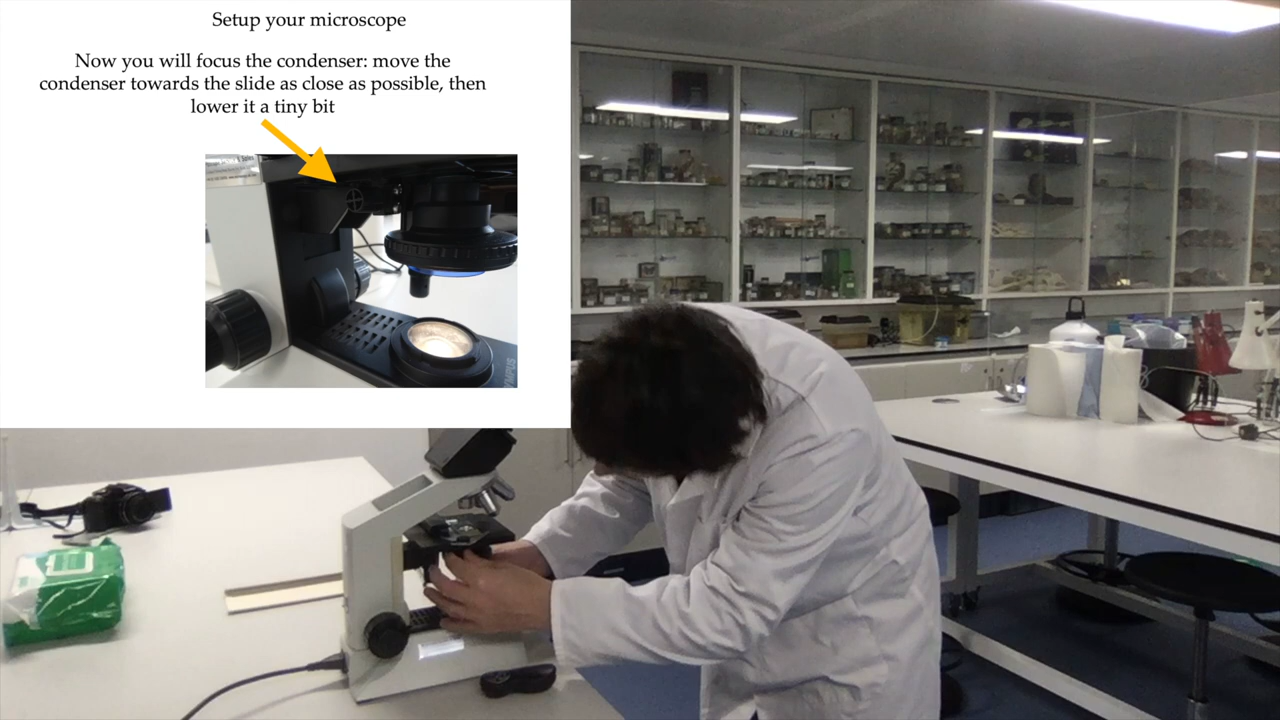 Setup your microscope
Now you will focus the condenser: move the
condenser towards the slide as close as possible, then
lower it a tiny bit